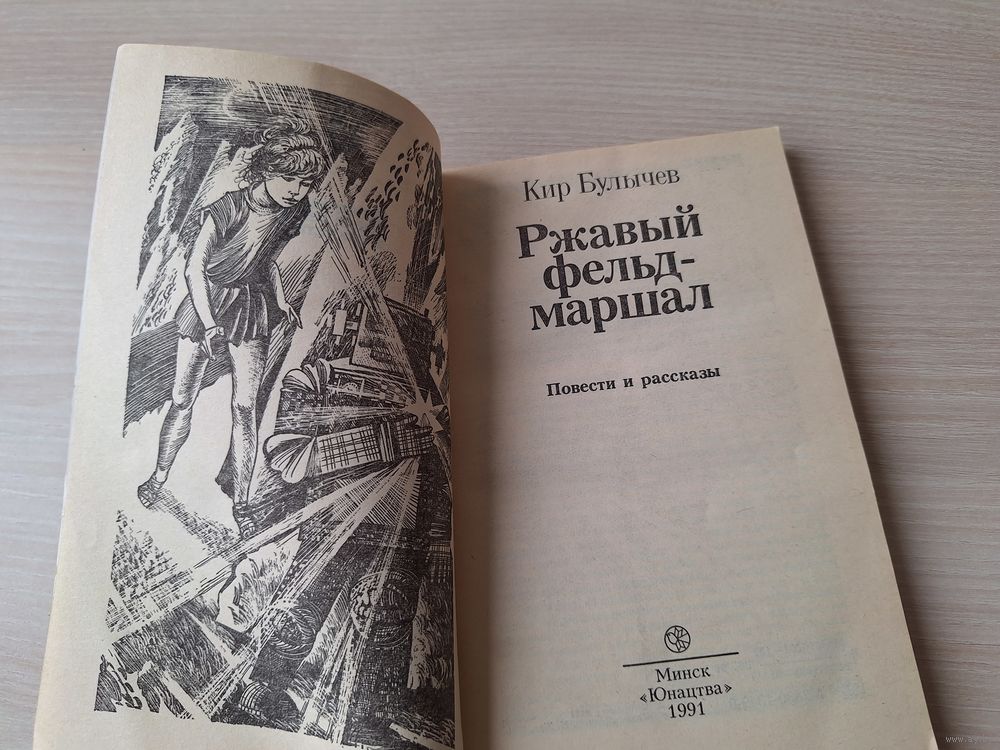 Кир Булычев
Ржавый
фельд-
маршал
Повести и рассказы
Минск
«Юнацтва»
1991